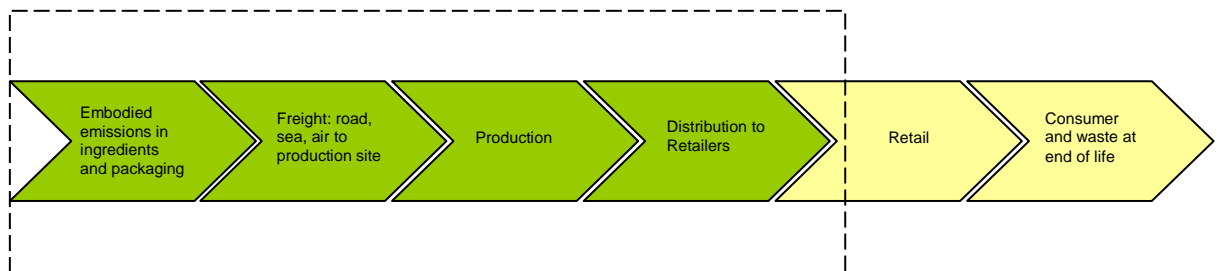 Embodied
emissions in
ingredients
and packaging
Freight: road,
sea, air to
production site
Production
Distribution to
Retailers
Retail
Consumer
and waste at
end of life